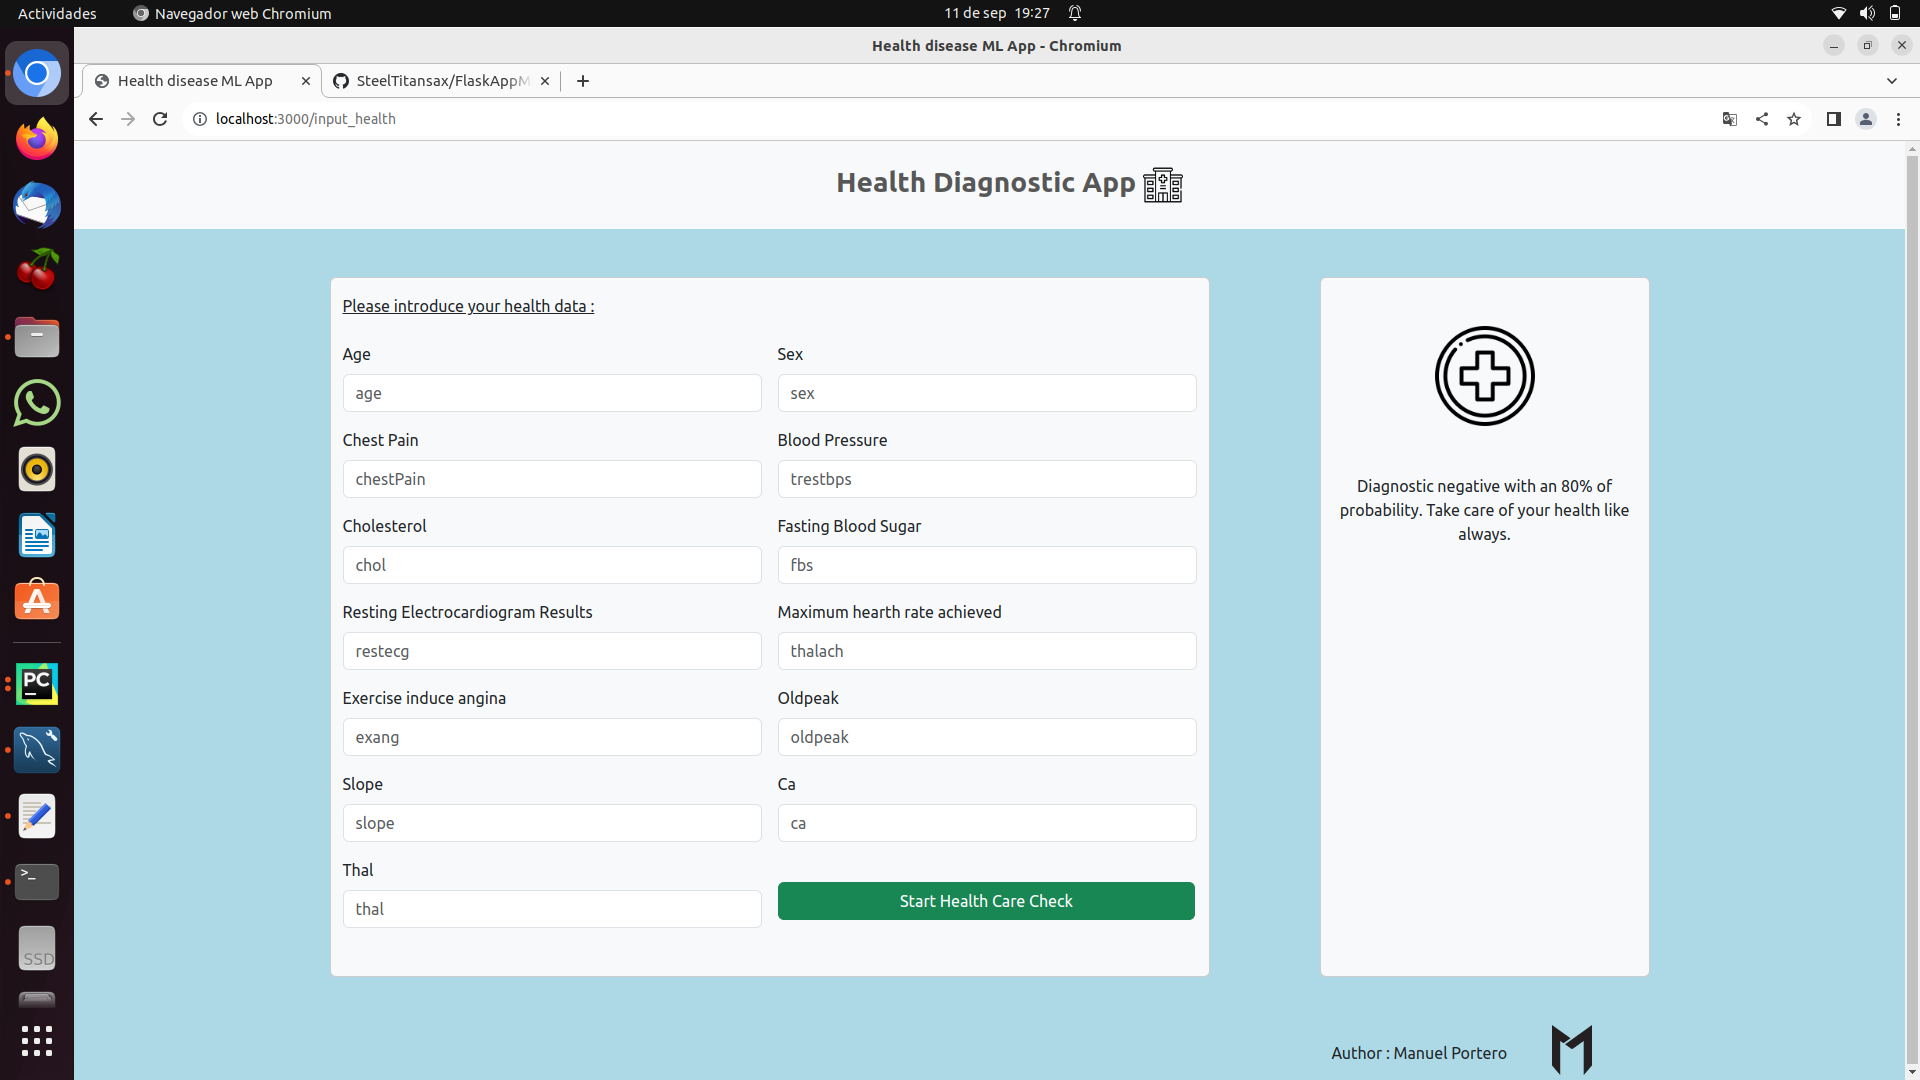 Actividades
Navegador web Chromium
11 de sep 19:27
Health disease ML App - Chromium
Health disease ML App
SteelTitansax/FlaskAppM
localhost:3000/input_health
Health Diagnostic App
Please introduce your health data :
Age
Sex
age
sex
Chest Pain
Blood Pressure
chestPain
trestbps
Cholesterol
Fasting Blood Sugar
chol
fbs
Resting Electrocardiogram Results
Maximum hearth rate achieved
restecg
thalach
Exercise induce angina
Oldpeak
exang
oldpeak
Slope
Ca
slope
ca
Thal
thal
Start Health Care Check
Diagnostic negative with an 80% of
probability. Take care of your health like
always.
Author : Manuel Portero
PC
>_
SSD